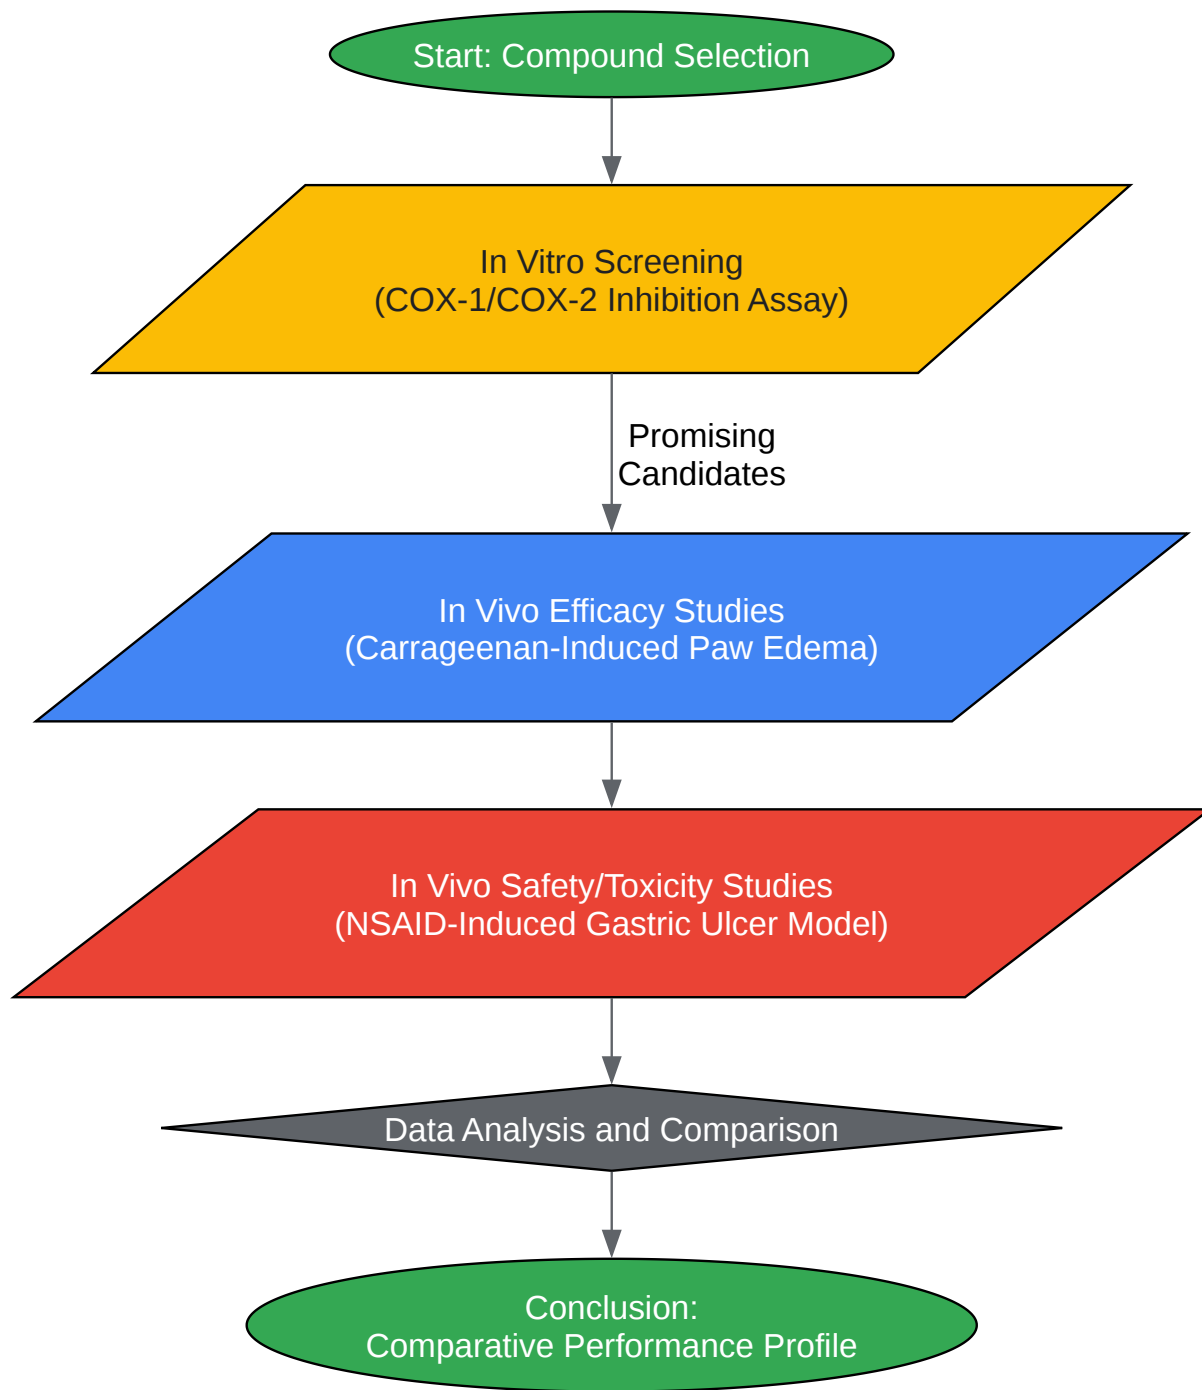 Start: Compound Selection
In Vitro Screening
(COX-1/COX-2 Inhibition Assay)
Promising
Candidates
In Vivo Efficacy Studies
(Carrageenan-Induced Paw Edema)
In Vivo Safety/Toxicity Studies
(NSAID-Induced Gastric Ulcer Model)
Data Analysis and Comparison
Conclusion:
Comparative Performance Profile